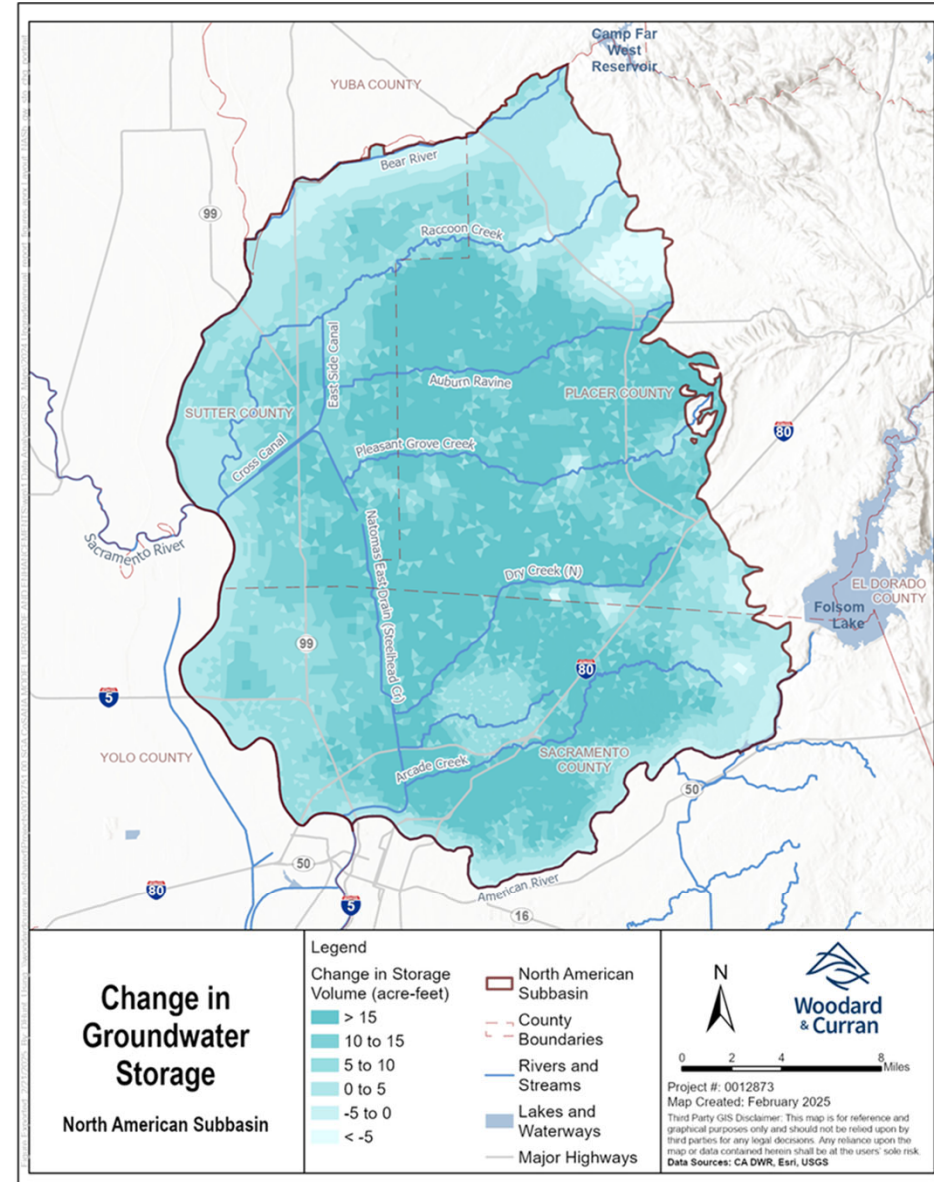 Camp Far
West
Reservoir
YUBA COUNTY
Bear River
99
Raccoon Creek
East Side Canal
Auburn Ravine
PLACER COUNTY
SUTTER COUNTY
80
Cross Canal
Pleasant Grove Creek
Sacramento River
Natomas East Drain (Steelhead Cr)
Dry Creek (N)
EL DORADO
COUNTY
Folsom
Lake
99
80
5
YOLO COUNTY
SACRAMENTO
COUNTY
Arcade Creek
50
50
80
American River
5
16
Change in
Groundwater
Storage
North American Subbasin
Legend
Change in Storage
Volume (acre-feet)
> 15
10 to 15
5 to 10
0 to 5
-5 to 0
< -5
North American
Subbasin
County
Boundaries
Rivers and
Streams
Lakes and
Waterways
Major Highways
N
Woodard
& Curran
0 2 4 8
Miles
Project #: 0012873
Map Created: February 2025
Third Party GIS Disclaimer: This map is for reference and
graphical purposes only and should not be relied upon by
third parties for any legal decisions. Any reliance upon the
map or data contained herein shall be at the users' sole risk.
Data Sources: CA DWR, Esri, USGS